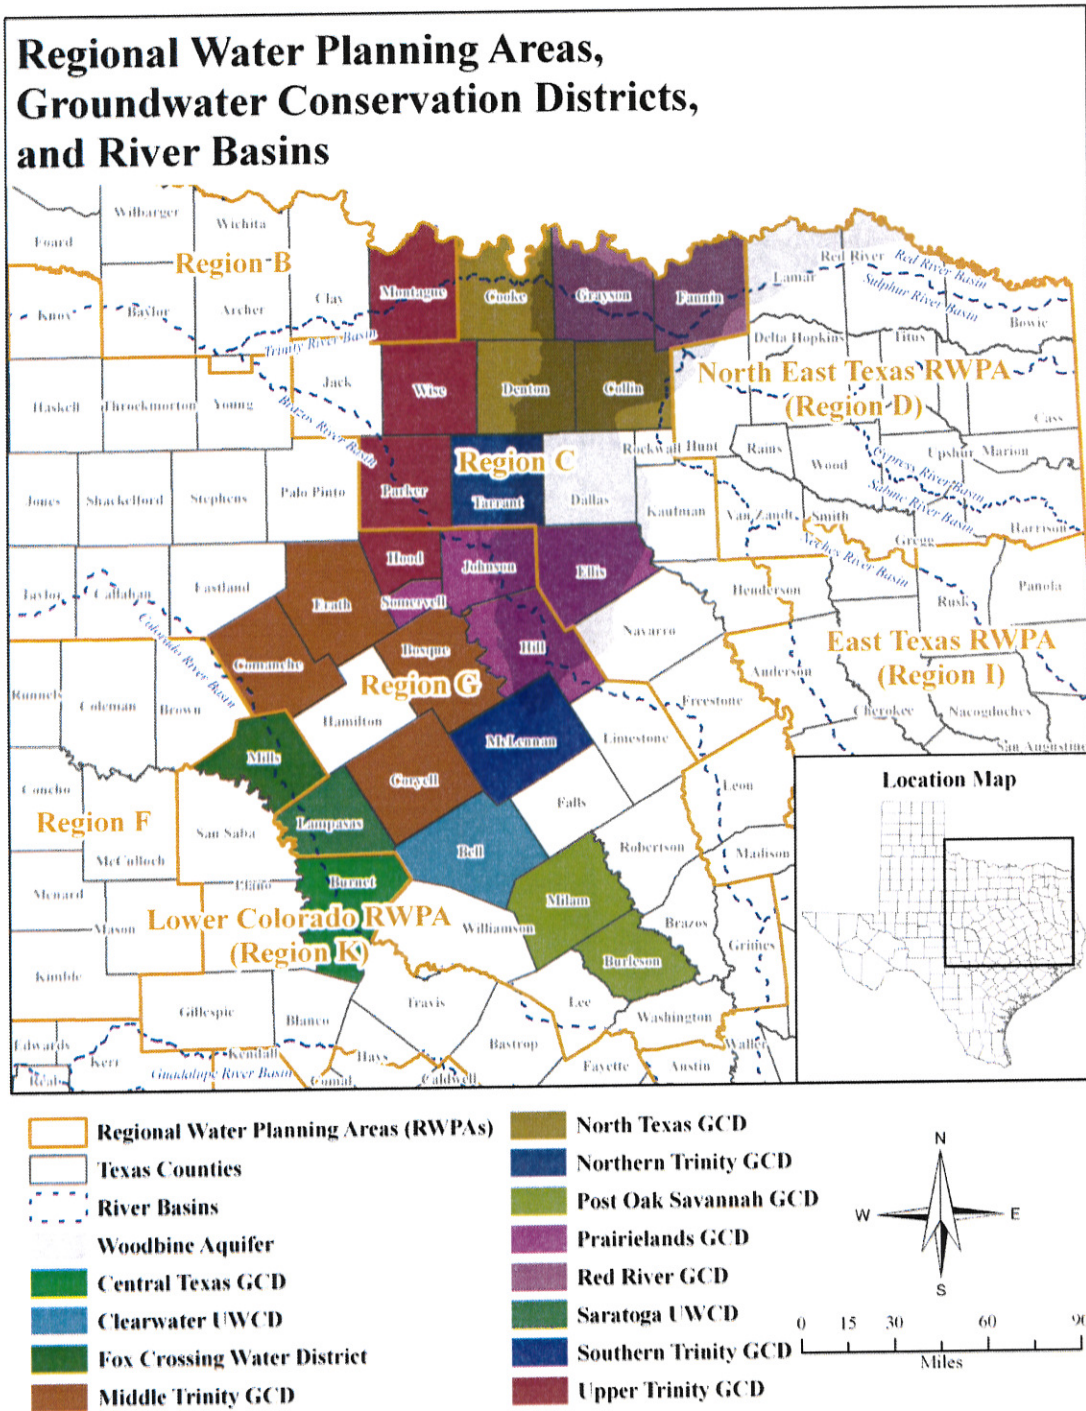 Regional Water Planning Areas,
Groundwater Conservation Districts,
and River Basins
Wilbarger
Wichita
Foard
Region B
Clay
Montague
Cooke
Grayson
Fannin
Lamar
Red River
Red River Basin
Sulphur River Basin
Bowie
Knox
Baylor
Archer
Trinity River Basin
Delta
Hopkins
Titus
Jack
Wise
Denton
Collin
North East Texas RWPA
(Region D)
Haskell
Throckmorton
Young
Brazos River Basin
Cass
Region C
Rockwall
Hunt
Rains
Wood
Upshur
Marion
Cypress River Basin
Sabine River Basin
Jones
Shackelford
Stephens
Palo Pinto
Parker
Tarrant
Dallas
Kaufman
Van Zandt
Smith
Gregg
Harrison
Neches River Basin
Taylor
Callahan
Eastland
Erath
Hood
Johnson
Somervell
Ellis
Henderson
Rusk
Panola
Colorado River Basin
Comanche
Bosque
Hill
Navarro
East Texas RWPA
(Region I)
Anderson
Cherokee
Nacogdoches
San Augustine
Runnels
Coleman
Brown
Region G
Hamilton
Freestone
Limestone
McLennan
Mills
Coryell
Falls
Leon
Concho
Region F
McCulloch
San Saba
Lampasas
Bell
Robertson
Madison
Menard
Mason
Llano
Burnet
Lower Colorado RWPA
(Region K)
Williamson
Milam
Brazos
Grimes
Burleson
Kimble
Gillespie
Blanco
Travis
Lee
Washington
Bastrop
Edwards
Kerr
Kendall
Hays
Real
Guadalupe River Basin
Comal
Caldwell
Fayette
Austin
Waller
Location Map
Regional Water Planning Areas (RWPAs)
Texas Counties
River Basins
Woodbine Aquifer
Central Texas GCD
Clearwater UWCD
Fox Crossing Water District
Middle Trinity GCD
North Texas GCD
Northern Trinity GCD
Post Oak Savannah GCD
Prairielands GCD
Red River GCD
Saratoga UWCD
Southern Trinity GCD
Upper Trinity GCD
N
W
E
S
0 15 30 60 90
Miles